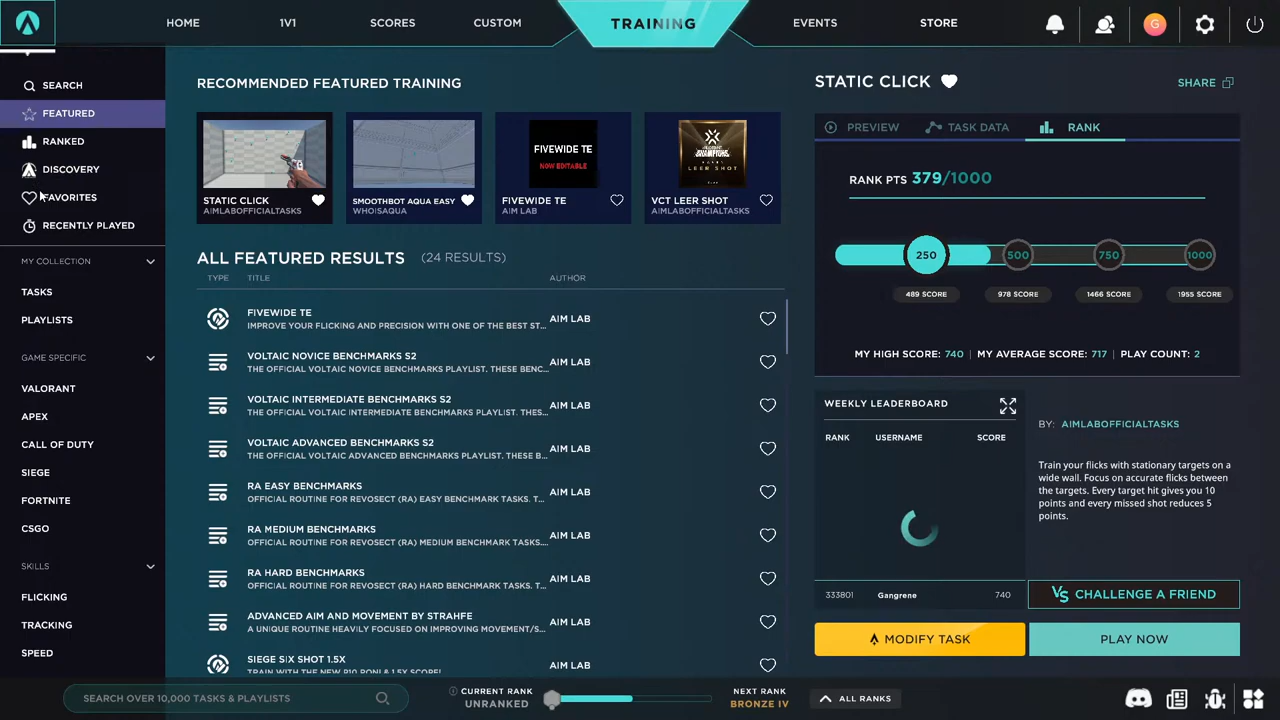 HOME
1V1
SCORES
CUSTOM
TRAINING
EVENTS
STORE
G
SEARCH
FEATURED
RANKED
DISCOVERY
FAVORITES
RECENTLY PLAYED
MY COLLECTION
TASKS
PLAYLISTS
GAME SPECIFIC
VALORANT
APEX
CALL OF DUTY
SIEGE
FORTNITE
CSGO
SKILLS
FLICKING
TRACKING
SPEED
RECOMMENDED FEATURED TRAINING
STATIC CLICK
AIMLABOFFICIALTASKS
SMOOTHBOT AQUA EASY
WHOISAQUA
FIVEWIDE TE
NOW EDITABLE
FIVEWIDE TE
AIM LAB
CHAMPIONS
LEER SHOT
VCT LEER SHOT
AIMLABOFFICIALTASKS
ALL FEATURED RESULTS (24 RESULTS)
TYPE TITLE AUTHOR
FIVEWIDE TE
IMPROVE YOUR FLICKING AND PRECISION WITH ONE OF THE BEST ST...
AIM LAB
VOLTAIC NOVICE BENCHMARKS S2
THE OFFICIAL VOLTAIC NOVICE BENCHMARKS PLAYLIST. THESE BENC...
AIM LAB
VOLTAIC INTERMEDIATE BENCHMARKS S2
THE OFFICIAL VOLTAIC INTERMEDIATE BENCHMARKS PLAYLIST. THES...
AIM LAB
VOLTAIC ADVANCED BENCHMARKS S2
THE OFFICIAL VOLTAIC ADVANCED BENCHMARKS PLAYLIST. THESE B...
AIM LAB
RA EASY BENCHMARKS
OFFICIAL ROUTINE FOR REVOSECT (RA) EASY BENCHMARK TASKS. T...
AIM LAB
RA MEDIUM BENCHMARKS
OFFICIAL ROUTINE FOR REVOSECT (RA) MEDIUM BENCHMARK TASKS....
AIM LAB
RA HARD BENCHMARKS
OFFICIAL ROUTINE FOR REVOSECT (RA) HARD BENCHMARK TASKS. T...
AIM LAB
ADVANCED AIM AND MOVEMENT BY STRAHFE
A UNIQUE ROUTINE HEAVILY FOCUSED ON IMPROVING MOVEMENT/S...
AIM LAB
SIEGE SIX SHOT 1.5X
TRAIN WITH THE NEW P10 RONI & 1.5X SCORE!
AIM LAB
STATIC CLICK
SHARE
PREVIEW
TASK DATA
RANK
RANK PTS 379/1000
250
500
750
1000
489 SCORE
978 SCORE
1466 SCORE
1955 SCORE
MY HIGH SCORE: 740 | MY AVERAGE SCORE: 717 | PLAY COUNT: 2
WEEKLY LEADERBOARD
RANK USERNAME SCORE
333801 Gangrene 740
BY: AIMLABOFFICIALTASKS
Train your flicks with stationary targets on a
wide wall. Focus on accurate flicks between
the targets. Every target hit gives you 10
points and every missed shot reduces 5
points.
VS CHALLENGE A FRIEND
MODIFY TASK
PLAY NOW
SEARCH OVER 10,000 TASKS & PLAYLISTS
CURRENT RANK
UNRANKED
NEXT RANK
BRONZE IV
ALL RANKS